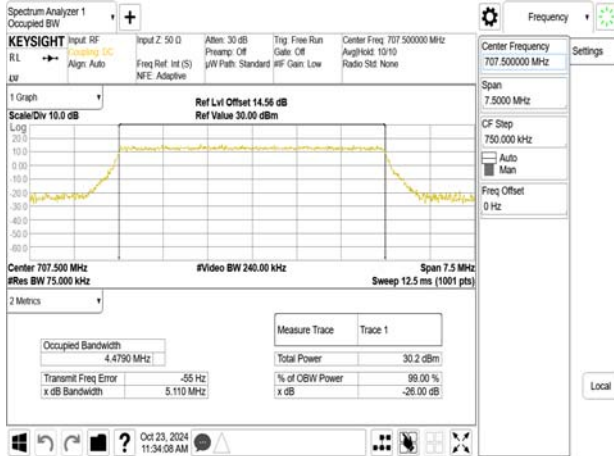 Spectrum Analyzer 1
Occupied BW
Frequency
KEYSIGHT
Input: RF
Coupling: DC
Align: Auto
Input Z: 50 Ω
Freq Ref: Int (S)
NFE: Adaptive
Atten: 30 dB
Preamp: Off
µW Path: Standard
Trig: Free Run
Gate: Off
#IF Gain: Low
Center Freq: 707.500000 MHz
Avg|Hold: 10/10
Radio Std: None
RL
Center Frequency
707.500000 MHz
Settings
Span
7.5000 MHz
CF Step
750.000 kHz
Auto
Man
Freq Offset
0 Hz
Local
1 Graph
Scale/Div 10.0 dB
Ref Lvl Offset 14.56 dB
Ref Value 30.00 dBm
Log
20.0
10.0
0.00
-10.0
-20.0
-30.0
-40.0
-50.0
-60.0
Center 707.500 MHz
#Res BW 75.000 kHz
#Video BW 240.00 kHz
Span 7.5 MHz
Sweep 12.5 ms (1001 pts)
2 Metrics
Occupied Bandwidth
4.4790 MHz
Transmit Freq Error -55 Hz
x dB Bandwidth 5.110 MHz
Measure Trace Trace 1
Total Power 30.2 dBm
% of OBW Power 99.00 %
x dB -26.00 dB
?
Oct 23, 2024
11:34:08 AM